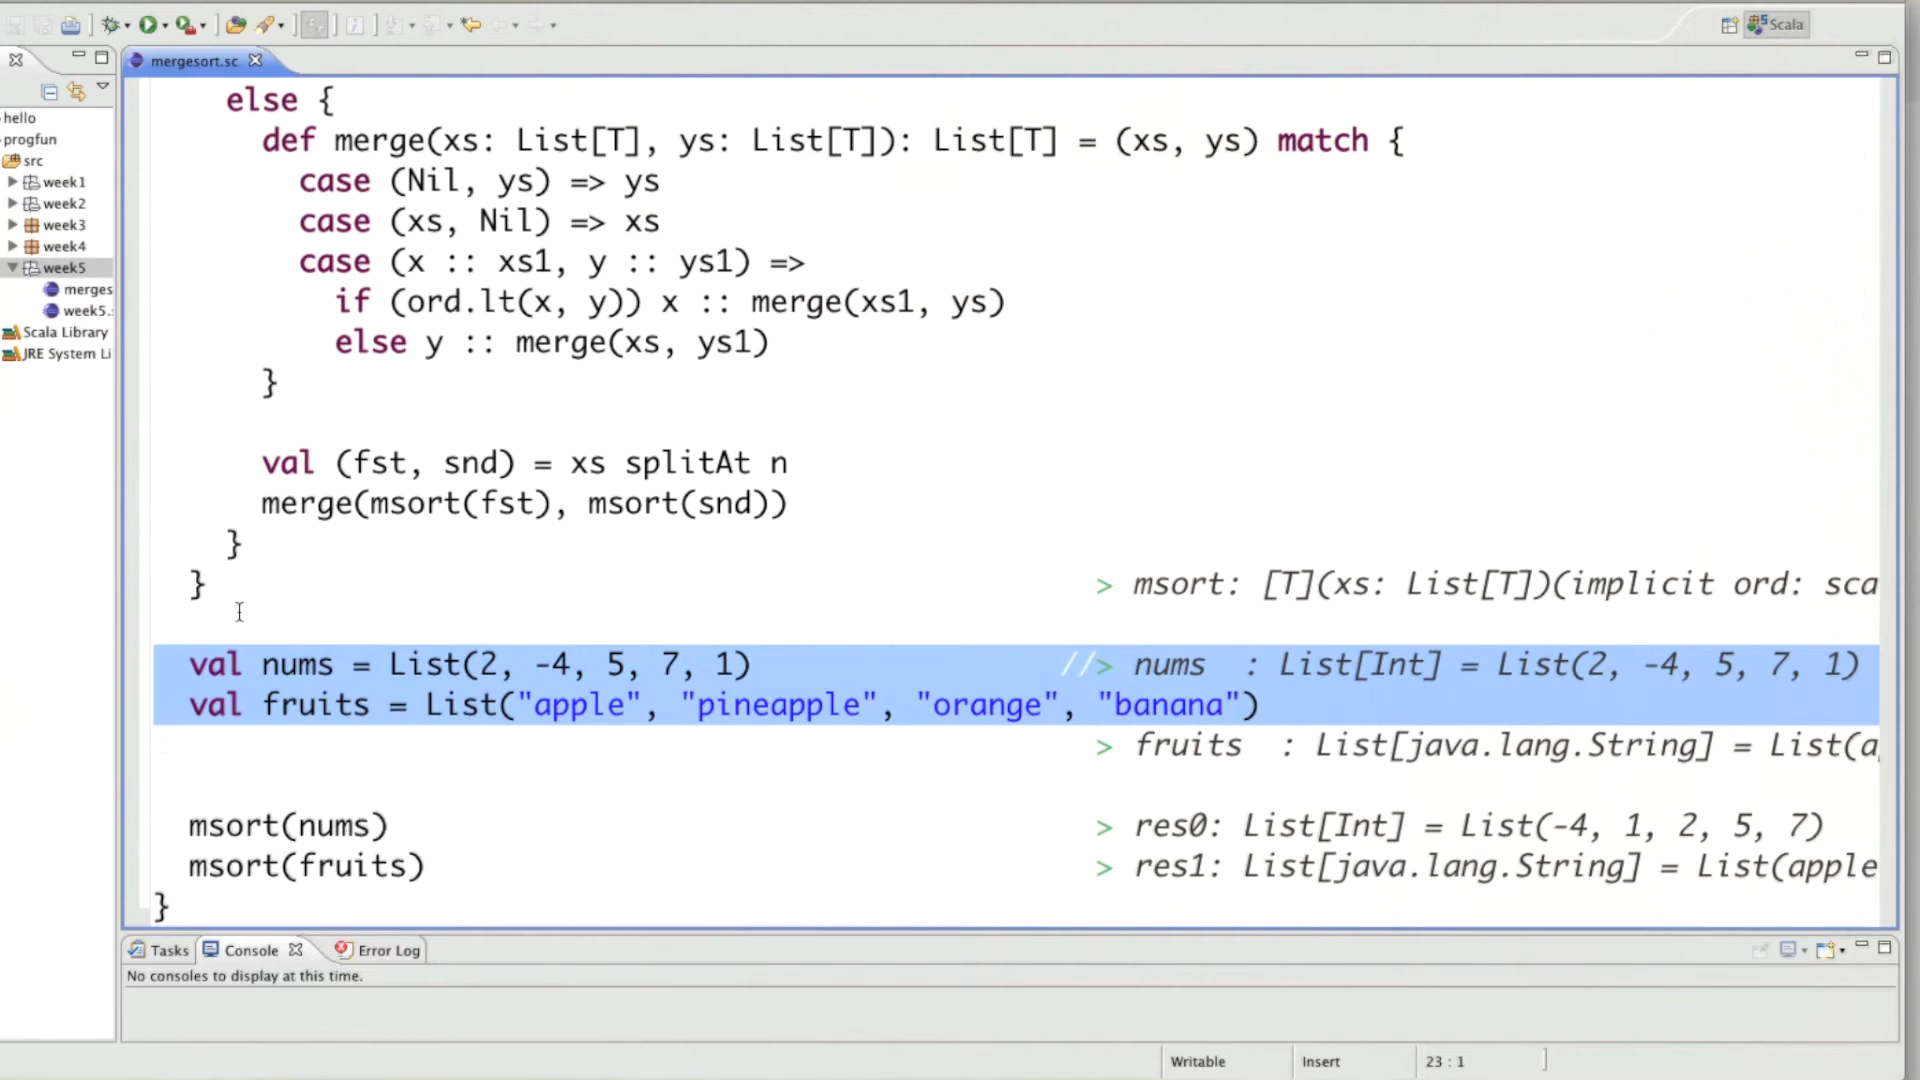 Scala
mergesort.sc
hello
progfun
src
week1
week2
week3
week4
week5
merges
week5.
Scala Library
JRE System Li
else {
def merge(xs: List[T], ys: List[T]): List[T] = (xs, ys) match {
case (Nil, ys) => ys
case (xs, Nil) => xs
case (x :: xs1, y :: ys1) =>
if (ord.lt(x, y)) x :: merge(xs1, ys)
else y :: merge(xs, ys1)
}
val (fst, snd) = xs splitAt n
merge(msort(fst), msort(snd))
}
} > msort: [T](xs: List[T])(implicit ord: sca
val nums = List(2, -4, 5, 7, 1) //> nums : List[Int] = List(2, -4, 5, 7, 1)
val fruits = List("apple", "pineapple", "orange", "banana")
> fruits : List[java.lang.String] = List(a
msort(nums) > res0: List[Int] = List(-4, 1, 2, 5, 7)
msort(fruits) > res1: List[java.lang.String] = List(apple
}
Tasks Console Error Log
No consoles to display at this time.
Writable Insert 23 : 1